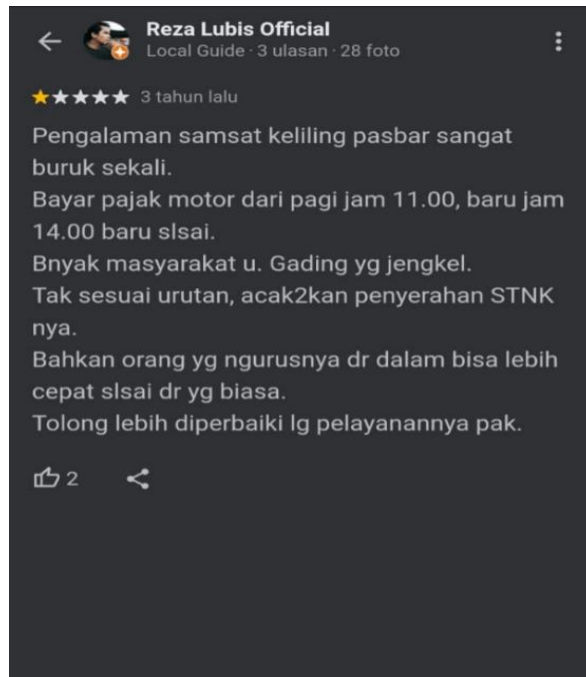 Reza Lubis Official
Local Guide · 3 ulasan · 28 foto
3 tahun lalu
Pengalaman samsat keliling pasbar sangat
buruk sekali.
Bayar pajak motor dari pagi jam 11.00, baru jam
14.00 baru slsai.
Bnyak masyarakat u. Gading yg jengkel.
Tak sesuai urutan, acak2kan penyerahan STNK
nya.
Bahkan orang yg ngurusnya dr dalam bisa lebih
cepat slsai dr yg biasa.
Tolong lebih diperbaiki lg pelayanannya pak.
2